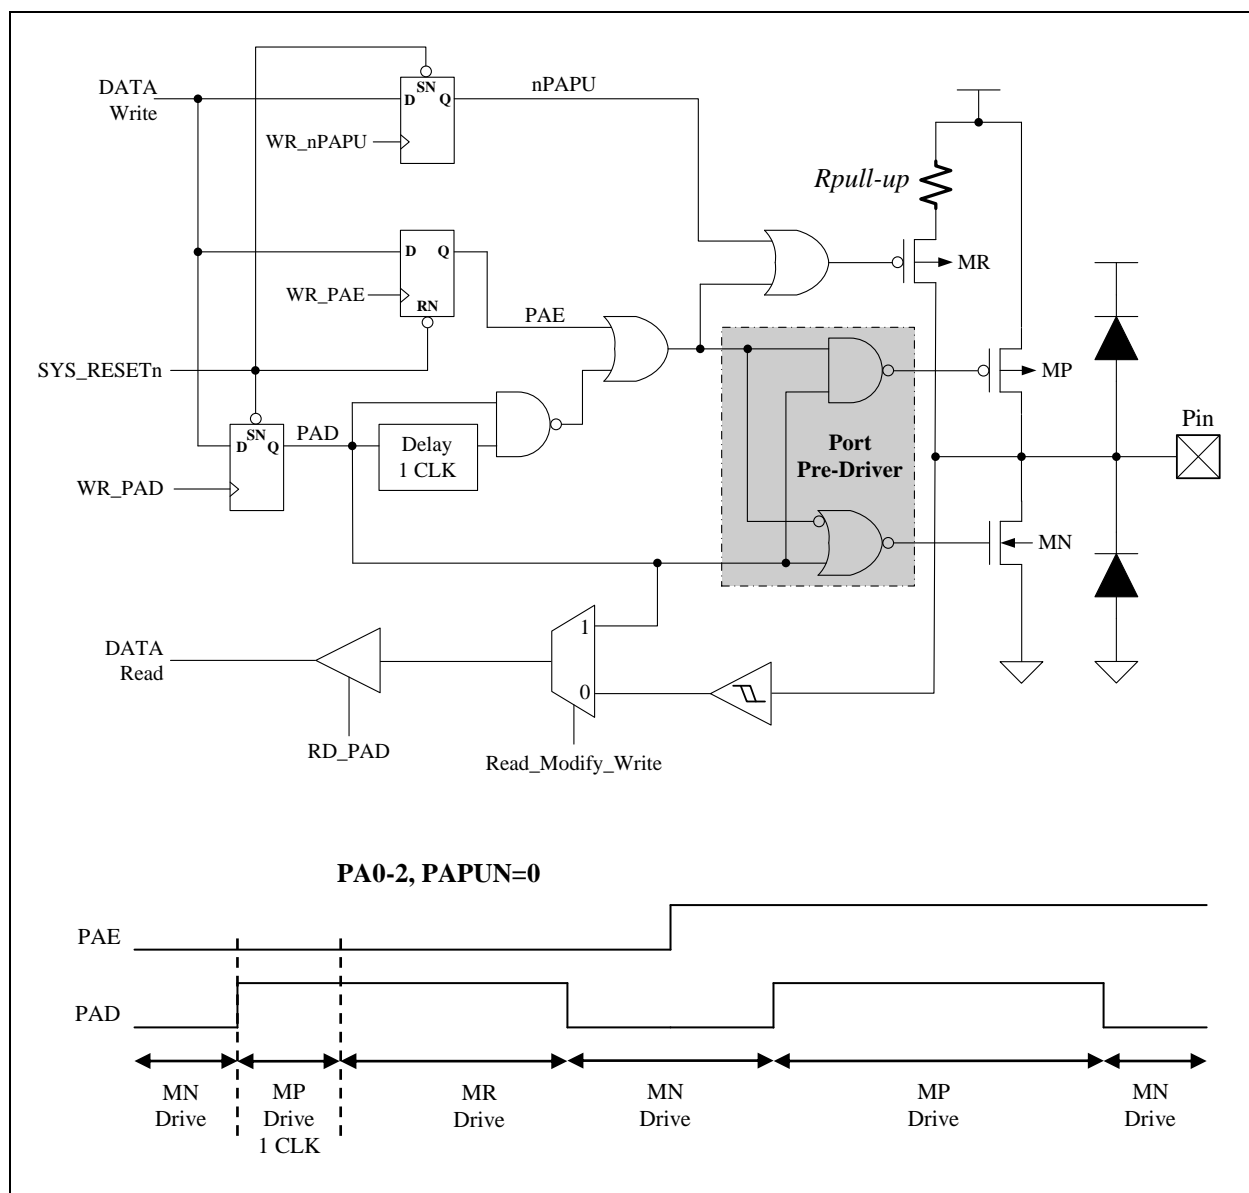 DATA
Write
SN
D
Q
nPAPU
WR_nPAPU
Rpull-up
D
Q
MR
WR_PAE
RN
PAE
SYS_RESETn
MP
SN
D
Q
PAD
Delay
1 CLK
Port
Pre-Driver
Pin
WR_PAD
MN
1
DATA
Read
0
RD_PAD
Read_Modify_Write
PA0-2, PAPUN=0
PAE
PAD
MN
Drive
MP
Drive
1 CLK
MR
Drive
MN
Drive
MP
Drive
MN
Drive